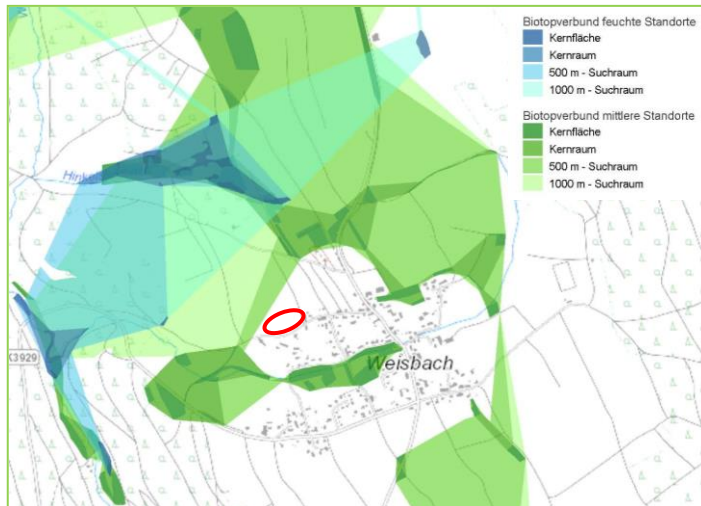 Biotopverbund feuchte Standorte
Kernfläche
Kernraum
500 m - Suchraum
1000 m - Suchraum
Biotopverbund mittlere Standorte
Kernfläche
Kernraum
500 m - Suchraum
1000 m - Suchraum
Weisbach